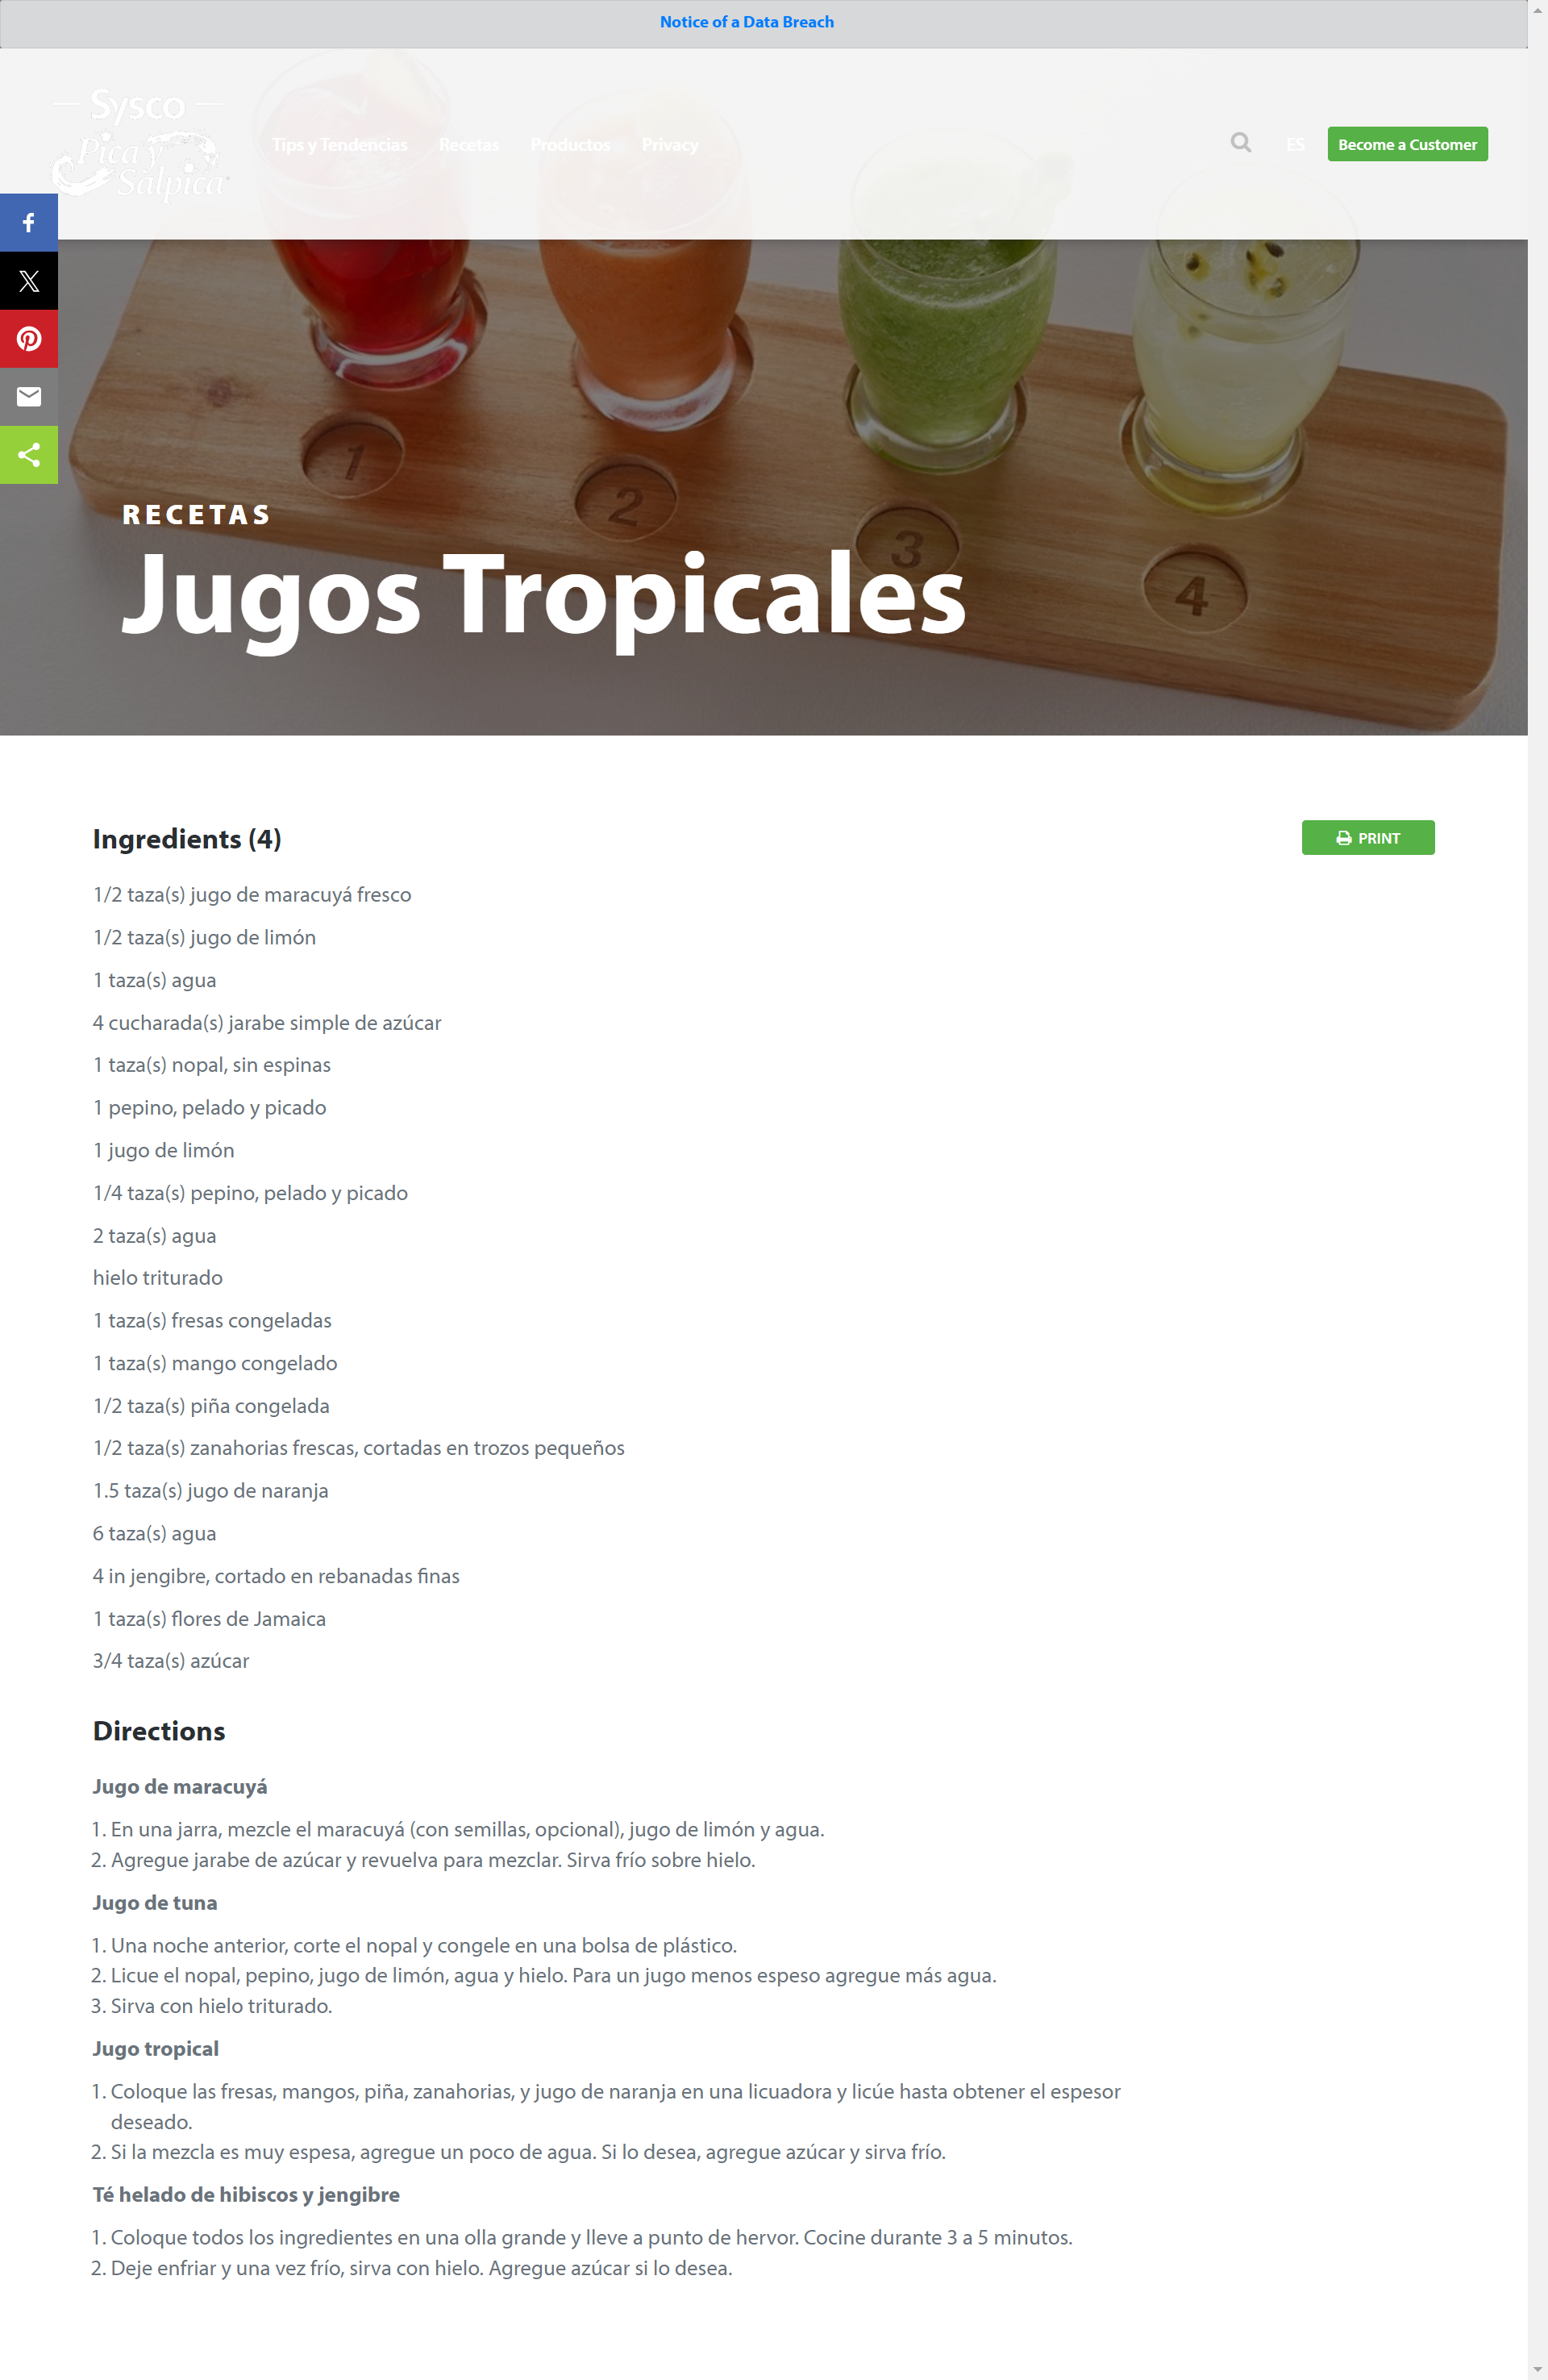 Notice of a Data Breach
Sysco
Pica y
Salpica
Tips y Tendencias Recetas Productos Privacy ES Become a Customer
1
2
3
4
RECETAS
Jugos Tropicales
Ingredients (4)
PRINT
1/2 taza(s) jugo de maracuyá fresco
1/2 taza(s) jugo de limón
1 taza(s) agua
4 cucharada(s) jarabe simple de azúcar
1 taza(s) nopal, sin espinas
1 pepino, pelado y picado
1 jugo de limón
1/4 taza(s) pepino, pelado y picado
2 taza(s) agua
hielo triturado
1 taza(s) fresas congeladas
1 taza(s) mango congelado
1/2 taza(s) piña congelada
1/2 taza(s) zanahorias frescas, cortadas en trozos pequeños
1.5 taza(s) jugo de naranja
6 taza(s) agua
4 in jengibre, cortado en rebanadas finas
1 taza(s) flores de Jamaica
3/4 taza(s) azúcar
Directions
Jugo de maracuyá
1. En una jarra, mezcle el maracuyá (con semillas, opcional), jugo de limón y agua.
2. Agregue jarabe de azúcar y revuelva para mezclar. Sirva frío sobre hielo.
Jugo de tuna
1. Una noche anterior, corte el nopal y congele en una bolsa de plástico.
2. Licue el nopal, pepino, jugo de limón, agua y hielo. Para un jugo menos espeso agregue más agua.
3. Sirva con hielo triturado.
Jugo tropical
1. Coloque las fresas, mangos, piña, zanahorias, y jugo de naranja en una licuadora y licúe hasta obtener el espesor
deseado.
2. Si la mezcla es muy espesa, agregue un poco de agua. Si lo desea, agregue azúcar y sirva frío.
Té helado de hibiscos y jengibre
1. Coloque todos los ingredientes en una olla grande y lleve a punto de hervor. Cocine durante 3 a 5 minutos.
2. Deje enfriar y una vez frío, sirva con hielo. Agregue azúcar si lo desea.